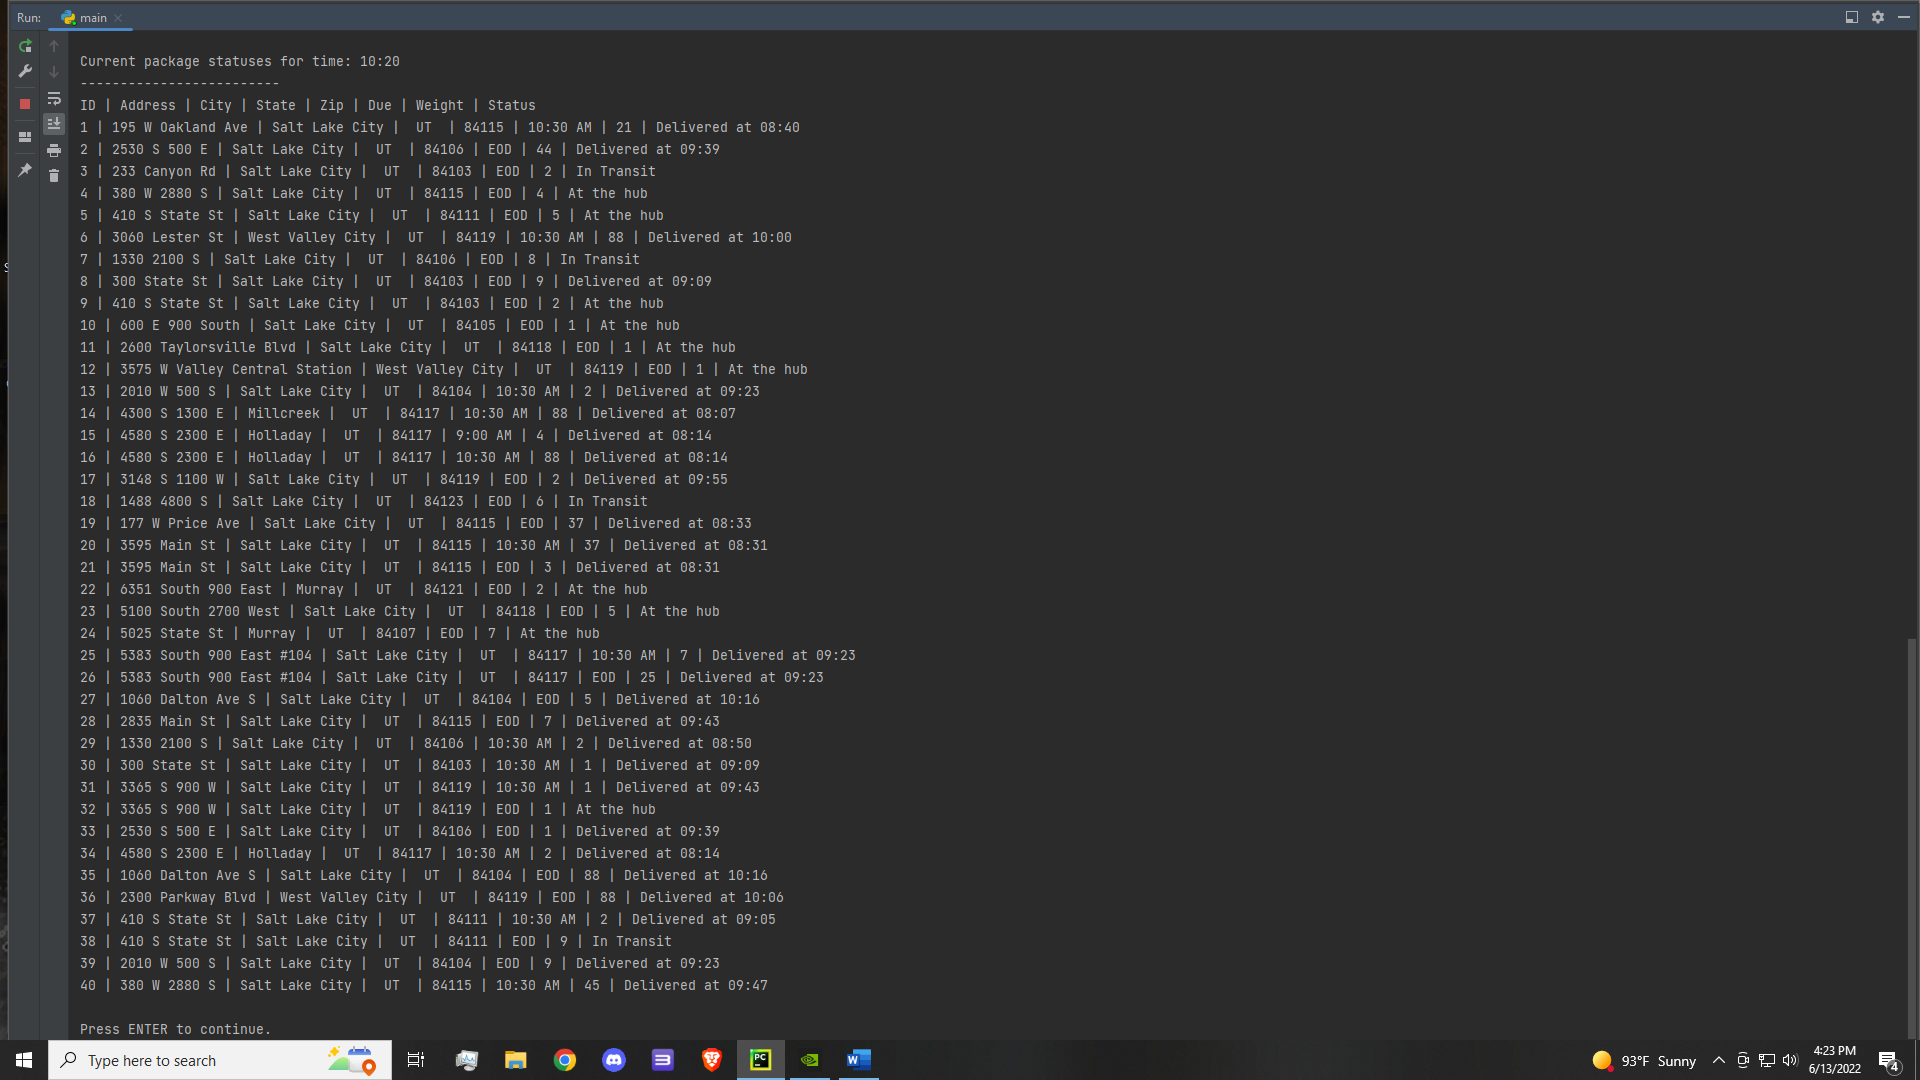 Run: main
Current package statuses for time: 10:20
-------------------------
ID | Address | City | State | Zip | Due | Weight | Status
1 | 195 W Oakland Ave | Salt Lake City |  UT  | 84115 | 10:30 AM | 21 | Delivered at 08:40
2 | 2530 S 500 E | Salt Lake City |  UT  | 84106 | EOD | 44 | Delivered at 09:39
3 | 233 Canyon Rd | Salt Lake City |  UT  | 84103 | EOD | 2 | In Transit
4 | 380 W 2880 S | Salt Lake City |  UT  | 84115 | EOD | 4 | At the hub
5 | 410 S State St | Salt Lake City |  UT  | 84111 | EOD | 5 | At the hub
6 | 3060 Lester St | West Valley City |  UT  | 84119 | 10:30 AM | 88 | Delivered at 10:00
7 | 1330 2100 S | Salt Lake City |  UT  | 84106 | EOD | 8 | In Transit
8 | 300 State St | Salt Lake City |  UT  | 84103 | EOD | 9 | Delivered at 09:09
9 | 410 S State St | Salt Lake City |  UT  | 84103 | EOD | 2 | At the hub
10 | 600 E 900 South | Salt Lake City |  UT  | 84105 | EOD | 1 | At the hub
11 | 2600 Taylorsville Blvd | Salt Lake City |  UT  | 84118 | EOD | 1 | At the hub
12 | 3575 W Valley Central Station | West Valley City |  UT  | 84119 | EOD | 1 | At the hub
13 | 2010 W 500 S | Salt Lake City |  UT  | 84104 | 10:30 AM | 2 | Delivered at 09:23
14 | 4300 S 1300 E | Millcreek |  UT  | 84117 | 10:30 AM | 88 | Delivered at 08:07
15 | 4580 S 2300 E | Holladay |  UT  | 84117 | 9:00 AM | 4 | Delivered at 08:14
16 | 4580 S 2300 E | Holladay |  UT  | 84117 | 10:30 AM | 88 | Delivered at 08:14
17 | 3148 S 1100 W | Salt Lake City |  UT  | 84119 | EOD | 2 | Delivered at 09:55
18 | 1488 4800 S | Salt Lake City |  UT  | 84123 | EOD | 6 | In Transit
19 | 177 W Price Ave | Salt Lake City |  UT  | 84115 | EOD | 37 | Delivered at 08:33
20 | 3595 Main St | Salt Lake City |  UT  | 84115 | 10:30 AM | 37 | Delivered at 08:31
21 | 3595 Main St | Salt Lake City |  UT  | 84115 | EOD | 3 | Delivered at 08:31
22 | 6351 South 900 East | Murray |  UT  | 84121 | EOD | 2 | At the hub
23 | 5100 South 2700 West | Salt Lake City |  UT  | 84118 | EOD | 5 | At the hub
24 | 5025 State St | Murray |  UT  | 84107 | EOD | 7 | At the hub
25 | 5383 South 900 East #104 | Salt Lake City |  UT  | 84117 | 10:30 AM | 7 | Delivered at 09:23
26 | 5383 South 900 East #104 | Salt Lake City |  UT  | 84117 | EOD | 25 | Delivered at 09:23
27 | 1060 Dalton Ave S | Salt Lake City |  UT  | 84104 | EOD | 5 | Delivered at 10:16
28 | 2835 Main St | Salt Lake City |  UT  | 84115 | EOD | 7 | Delivered at 09:43
29 | 1330 2100 S | Salt Lake City |  UT  | 84106 | 10:30 AM | 2 | Delivered at 08:50
30 | 300 State St | Salt Lake City |  UT  | 84103 | 10:30 AM | 1 | Delivered at 09:09
31 | 3365 S 900 W | Salt Lake City |  UT  | 84119 | 10:30 AM | 1 | Delivered at 09:43
32 | 3365 S 900 W | Salt Lake City |  UT  | 84119 | EOD | 1 | At the hub
33 | 2530 S 500 E | Salt Lake City |  UT  | 84106 | EOD | 1 | Delivered at 09:39
34 | 4580 S 2300 E | Holladay |  UT  | 84117 | 10:30 AM | 2 | Delivered at 08:14
35 | 1060 Dalton Ave S | Salt Lake City |  UT  | 84104 | EOD | 88 | Delivered at 10:16
36 | 2300 Parkway Blvd | West Valley City |  UT  | 84119 | EOD | 88 | Delivered at 10:06
37 | 410 S State St | Salt Lake City |  UT  | 84111 | 10:30 AM | 2 | Delivered at 09:05
38 | 410 S State St | Salt Lake City |  UT  | 84111 | EOD | 9 | In Transit
39 | 2010 W 500 S | Salt Lake City |  UT  | 84104 | EOD | 9 | Delivered at 09:23
40 | 380 W 2880 S | Salt Lake City |  UT  | 84115 | 10:30 AM | 45 | Delivered at 09:47
Press ENTER to continue.
Type here to search
PC
W
93°F Sunny
4:23 PM
6/13/2022
4